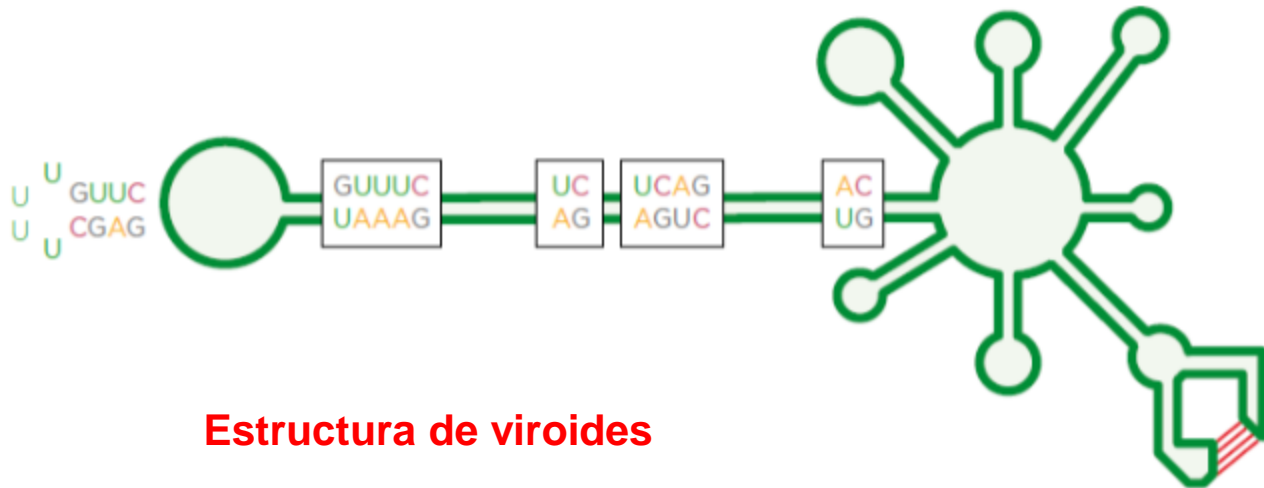 U
U GUUC
U CGAG
U
GUUUC
UAAAG
UC
AG
UCAG
AGUC
AC
UG
Estructura de viroides